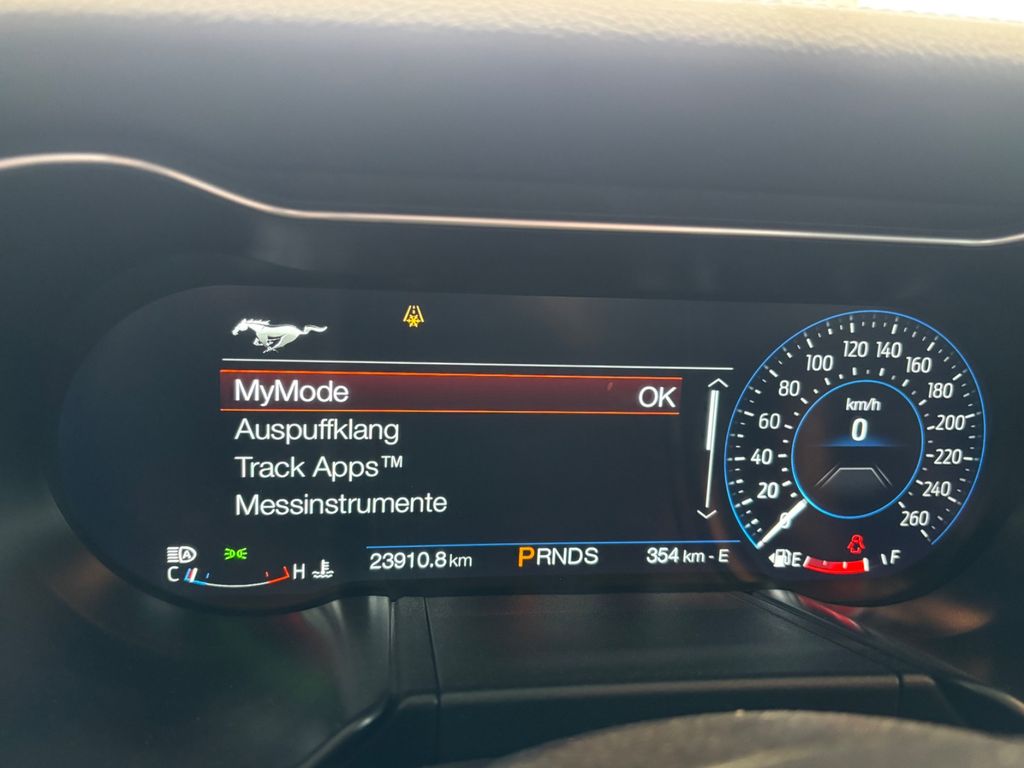 MyMode OK
Auspuffklang
Track Apps™
Messinstrumente
0 20 40 60 80 100 120 140 160 180 200 220 240 260
km/h
0
A
C H
23910.8 km
PRNDS
354 km - E
E F